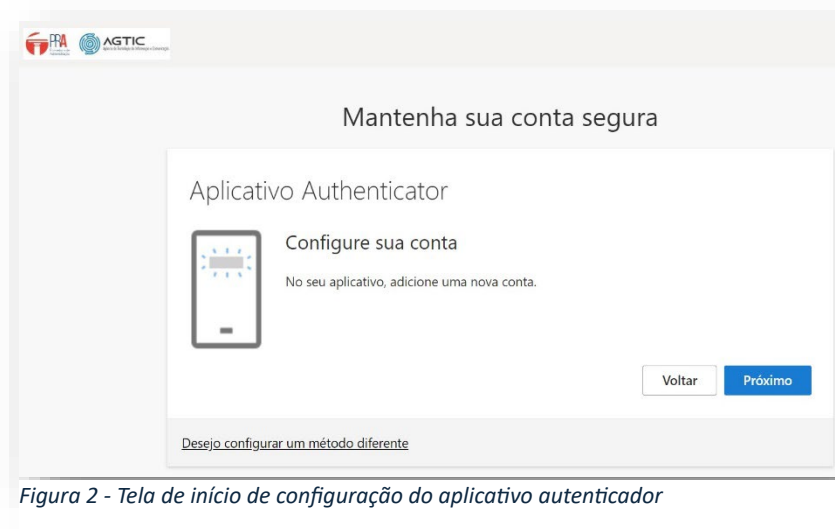 PRA
AGTIC
Mantenha sua conta segura
Aplicativo Authenticator
Configure sua conta
No seu aplicativo, adicione uma nova conta.
Voltar
Próximo
Desejo configurar um método diferente
Figura 2 - Tela de início de configuração do aplicativo autenticador